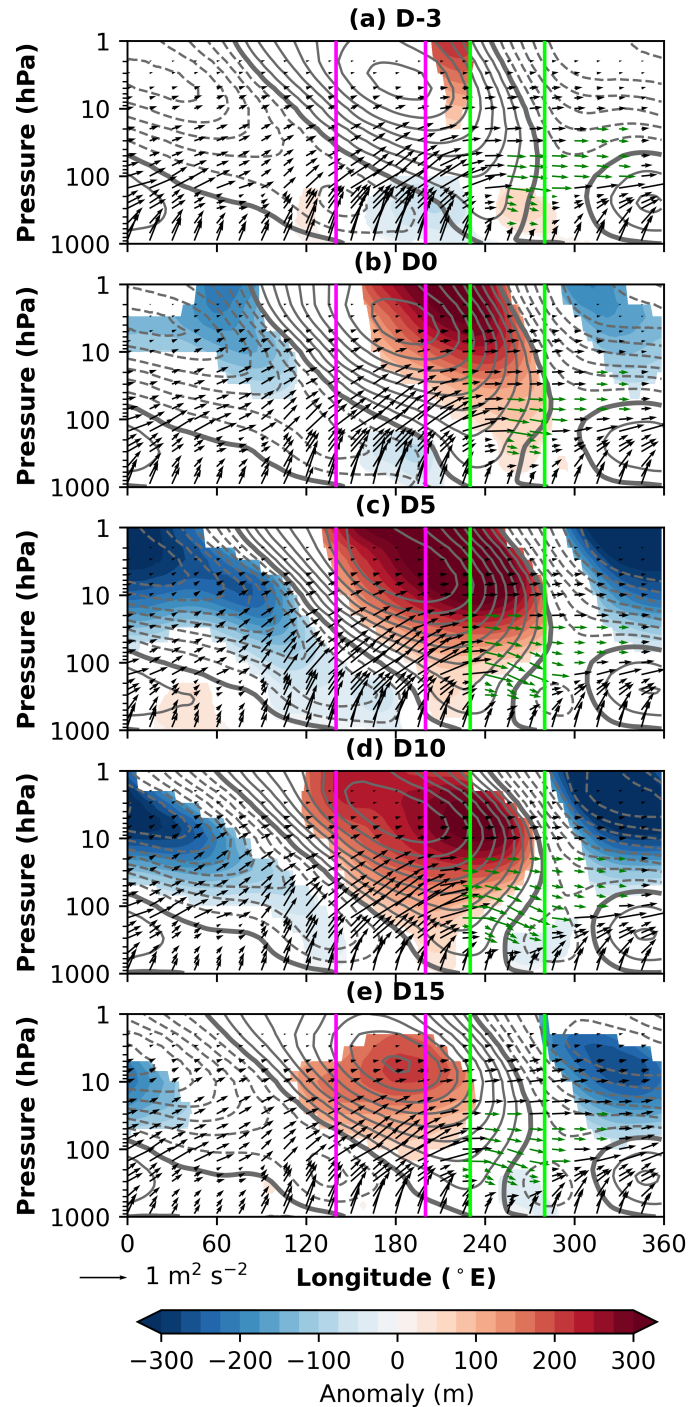 (a) D-3
Pressure (hPa)
1
10
100
1000
(b) D0
Pressure (hPa)
1
10
100
1000
(c) D5
Pressure (hPa)
1
10
100
1000
(d) D10
Pressure (hPa)
1
10
100
1000
(e) D15
Pressure (hPa)
1
10
100
1000
0 60 120 180 240 300 360
1 m² s⁻² Longitude (°E)
−300 −200 −100 0 100 200 300
Anomaly (m)